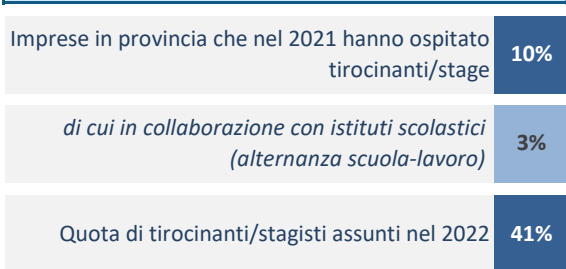 Imprese in provincia che nel 2021 hanno ospitato
tirocinanti/stage
10%
di cui in collaborazione con istituti scolastici
(alternanza scuola-lavoro)
3%
Quota di tirocinanti/stagisti assunti nel 2022
41%